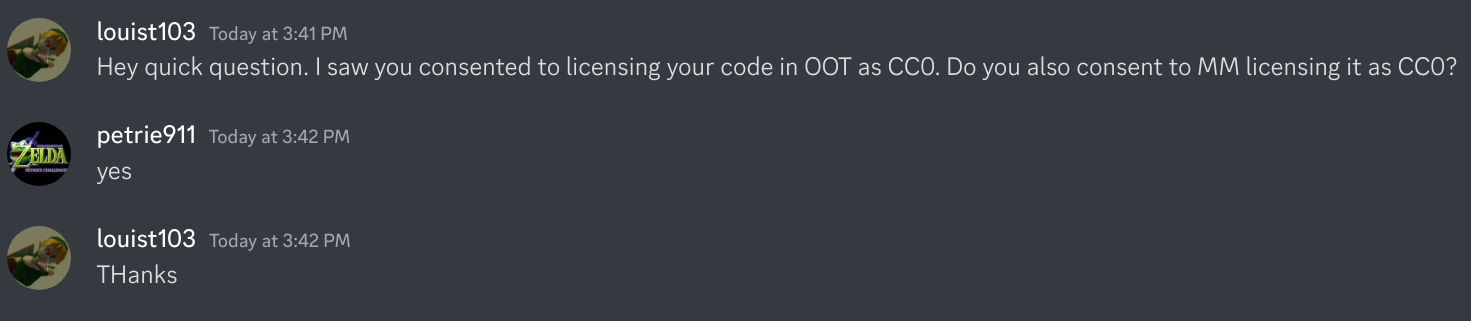 louist103 Today at 3:41 PM
Hey quick question. I saw you consented to licensing your code in OOT as CC0. Do you also consent to MM licensing it as CC0?
petrie911 Today at 3:42 PM
ZELDA
PETRIE'S CHALLENGE
yes
louist103 Today at 3:42 PM
THanks